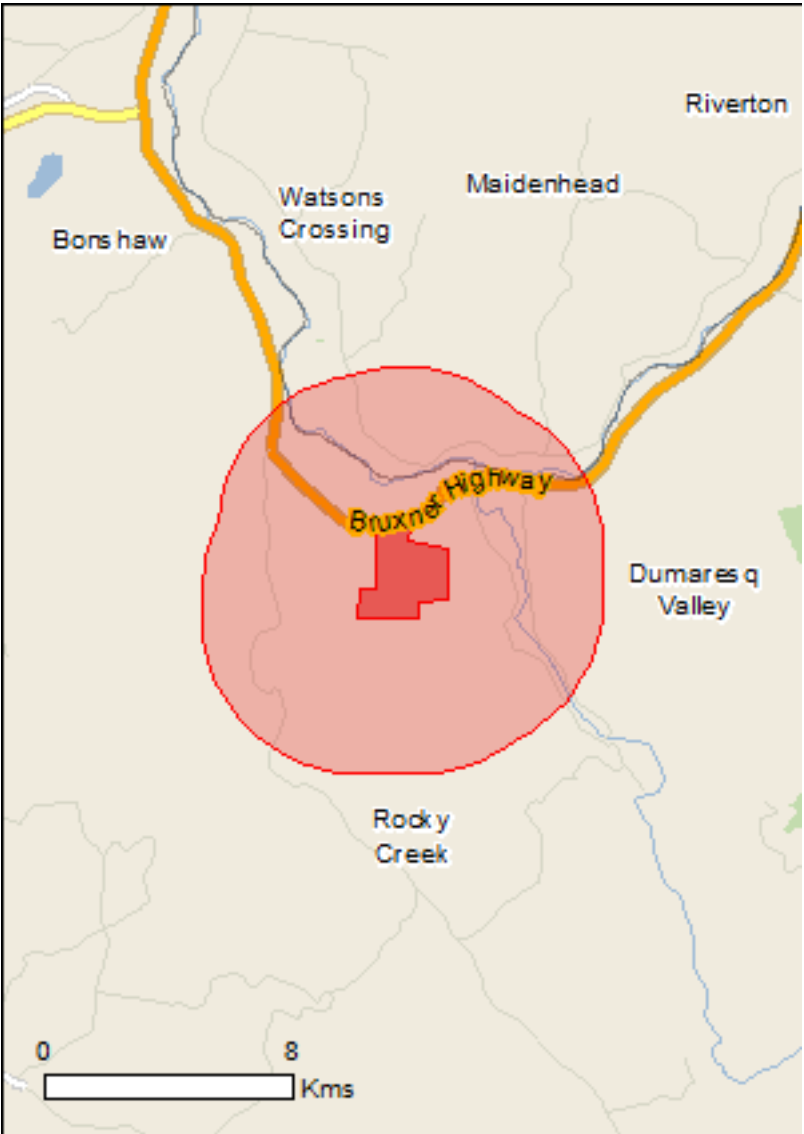 Riverton
Maidenhead
Watsons
Crossing
Bonshaw
Bruxner Highway
Dumaresq
Valley
Rocky
Creek
0 8
Kms